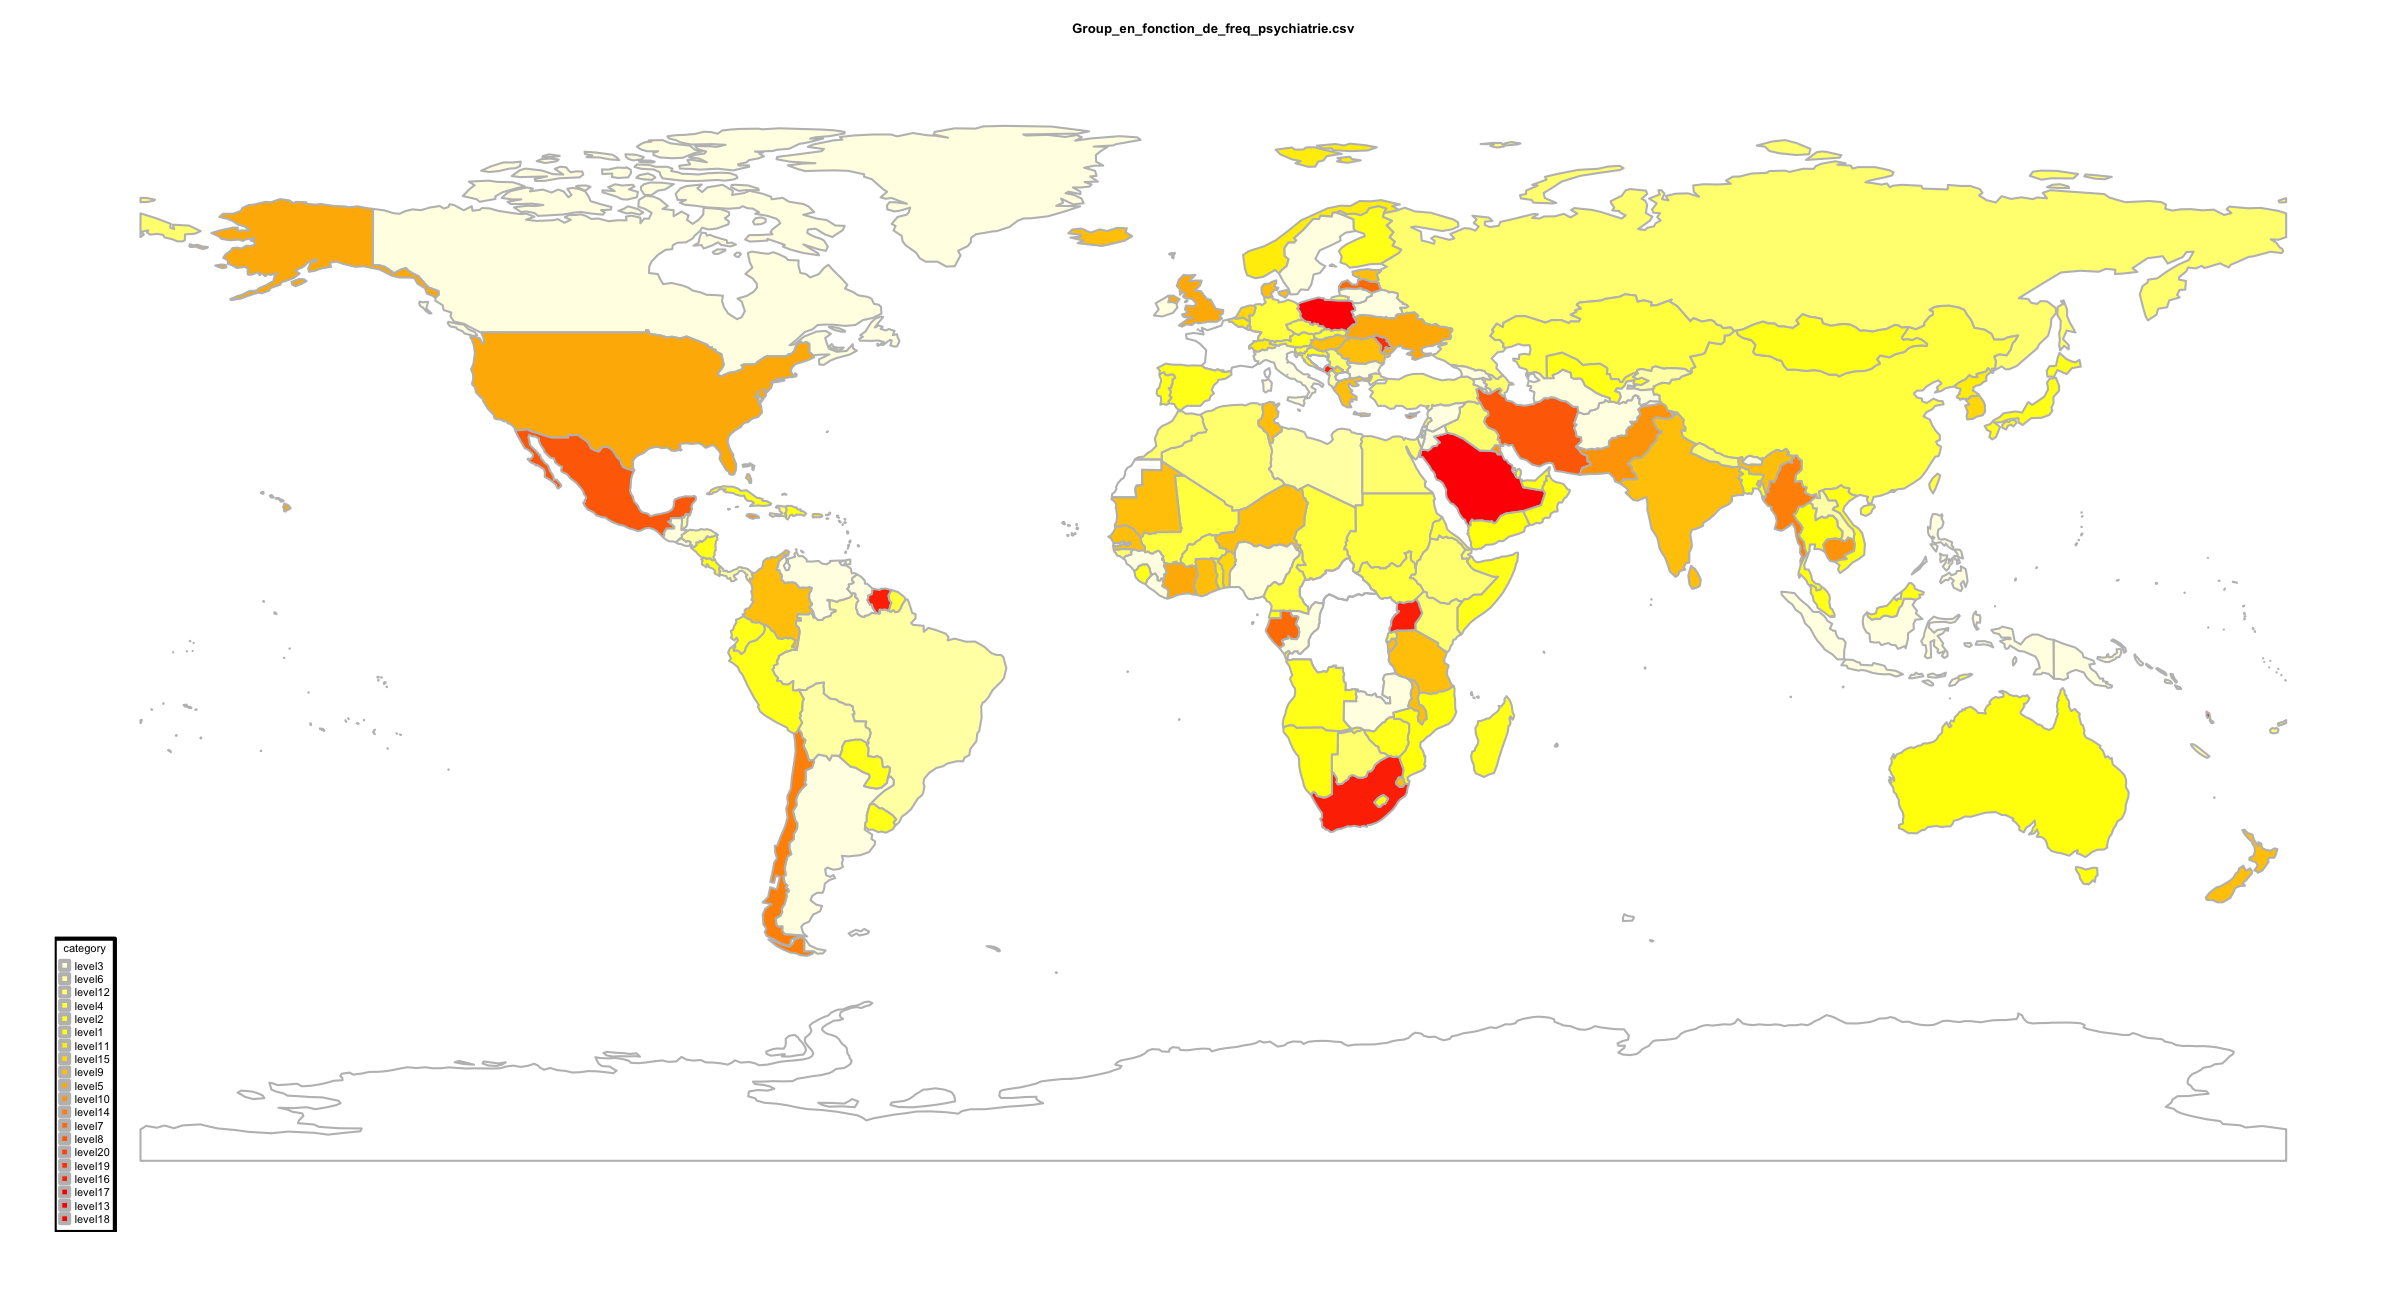 Group_en_fonction_de_freq_psychiatrie.csv
category
level3
level6
level12
level4
level2
level1
level11
level15
level9
level5
level10
level14
level7
level8
level20
level19
level16
level17
level13
level18